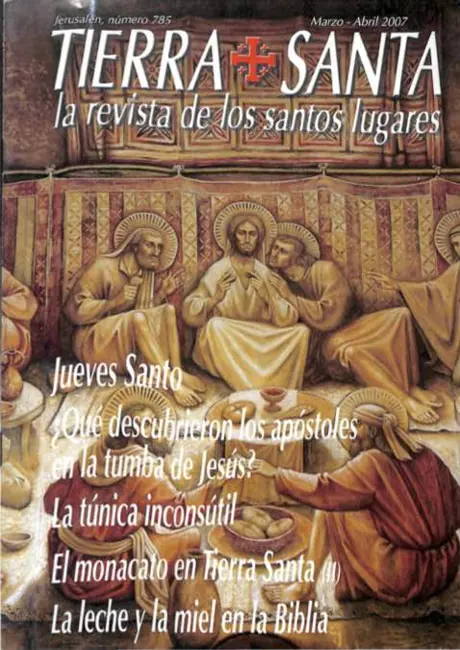 Jerusalén, número 785
Marzo - Abril 2007
TIERRA SANTA
la revista de los santos lugares
Jueves Santo
¿Qué descubrieron los apóstoles
en la tumba de Jesús?
La túnica inconsútil
El monacato en Tierra Santa (II)
La leche y la miel en la Biblia